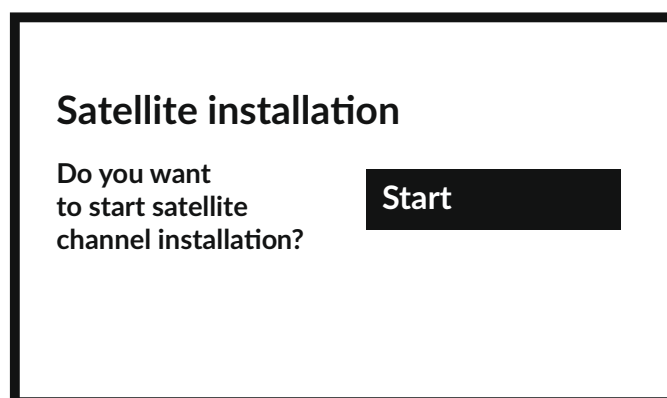 Satellite installation
Do you want
to start satellite
channel installation?
Start